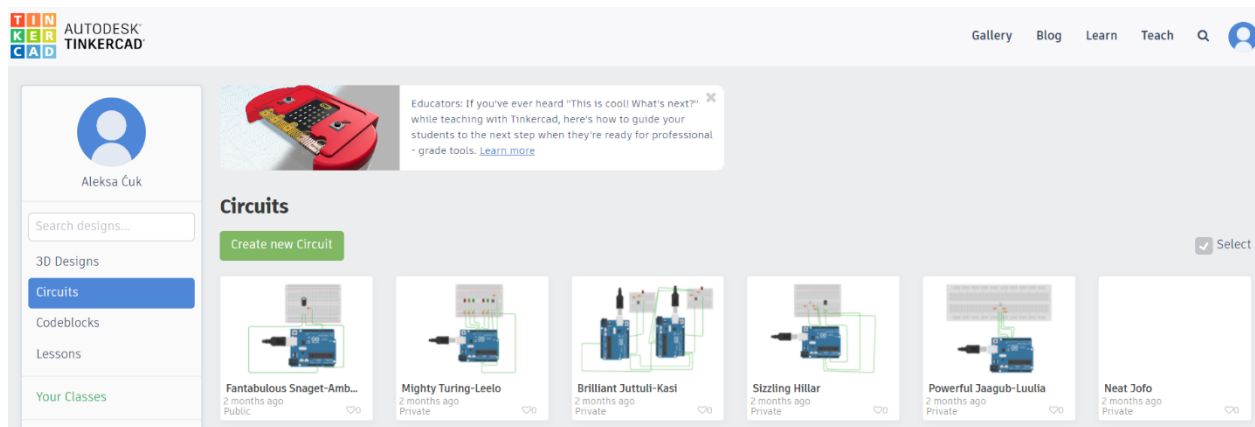 TIN
KER
CAD
AUTODESK®
TINKERCAD®
Gallery Blog Learn Teach
Aleksa Ćuk
Search designs...
3D Designs
Circuits
Codeblocks
Lessons
Your Classes
Educators: If you've ever heard "This is cool! What's next?"
while teaching with Tinkercad, here's how to guide your
students to the next step when they're ready for professional
- grade tools. Learn more
Circuits
Create new Circuit
Select
Fantabulous Snaget-Amb...
2 months ago
Public 0
Mighty Turing-Leelo
2 months ago
Private 0
Brilliant Juttuli-Kasi
2 months ago
Private 0
Sizzling Hillar
2 months ago
Private 0
Powerful Jaagub-Luulia
2 months ago
Private 0
Neat Jofo
2 months ago
Private 0